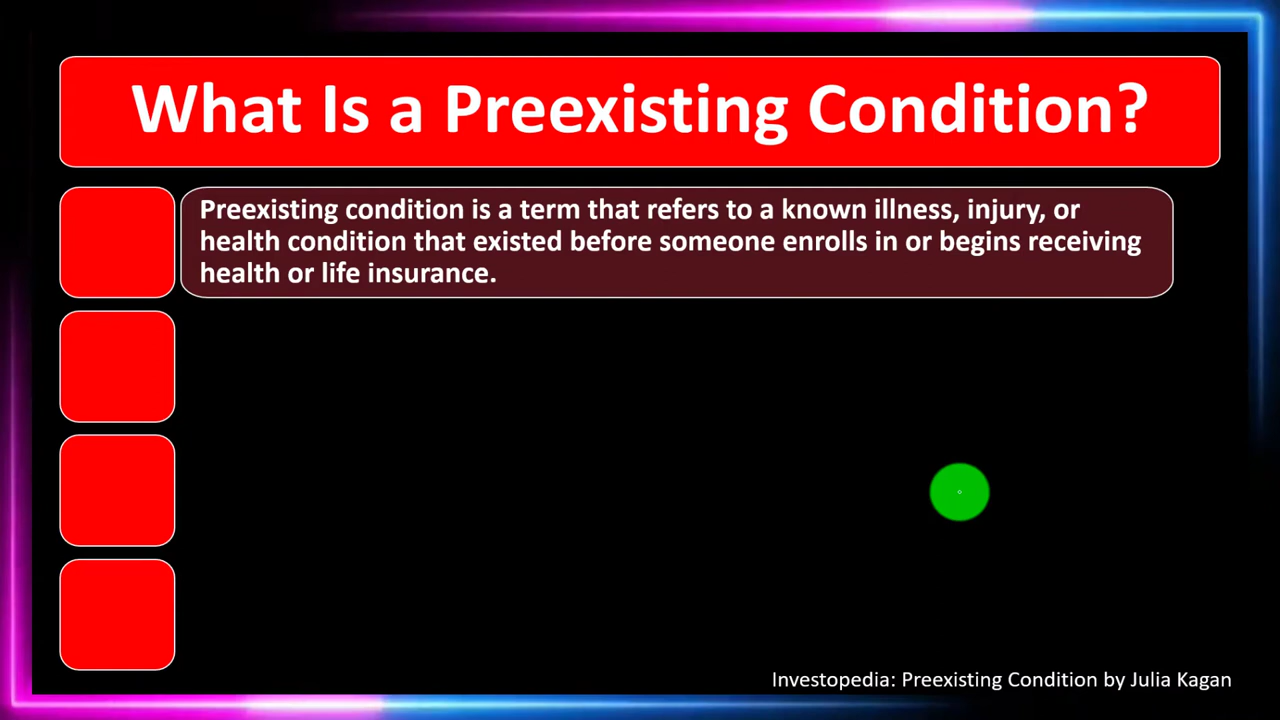 What Is a Preexisting Condition?
Preexisting condition is a term that refers to a known illness, injury, or
health condition that existed before someone enrolls in or begins receiving
health or life insurance.
Investopedia: Preexisting Condition by Julia Kagan